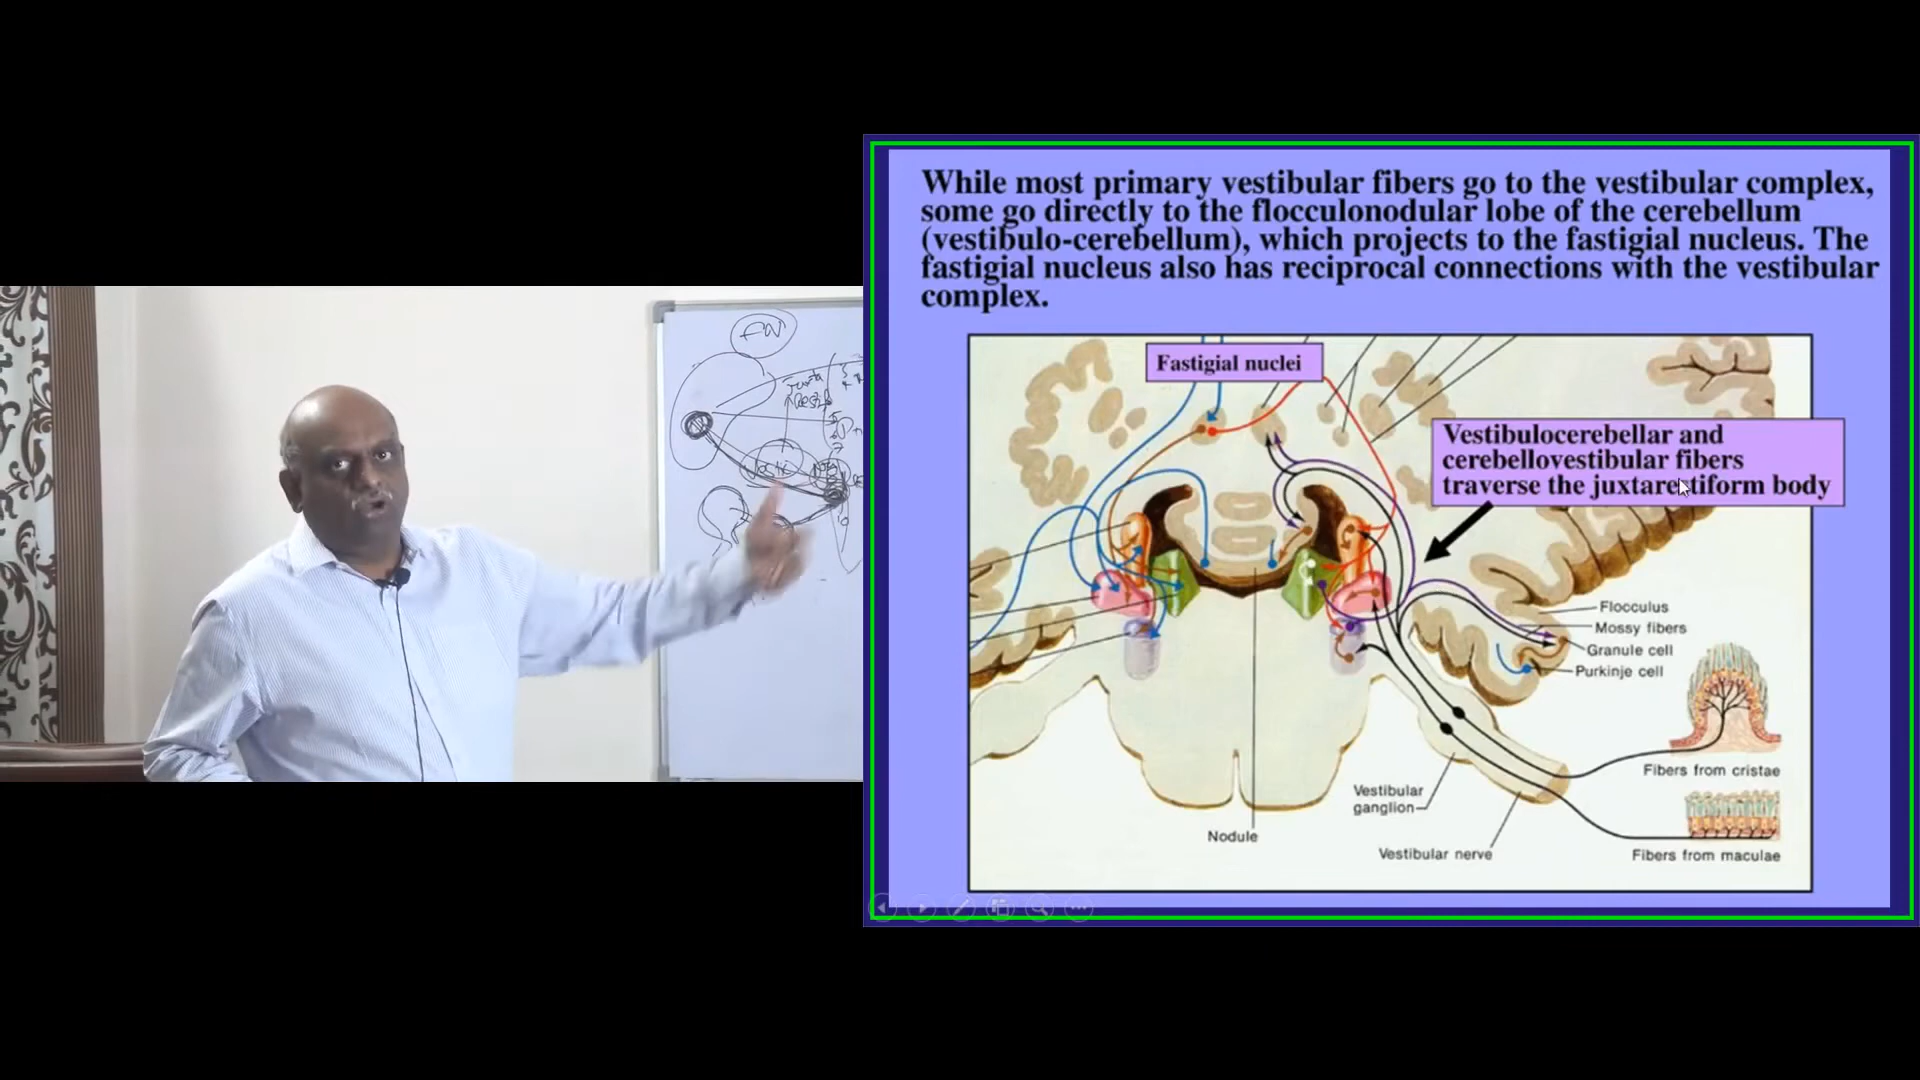 FN
While most primary vestibular fibers go to the vestibular complex,
some go directly to the flocculonodular lobe of the cerebellum
(vestibulo-cerebellum), which projects to the fastigial nucleus. The
fastigial nucleus also has reciprocal connections with the vestibular
complex.
Fastigial nuclei
Vestibulocerebellar and
cerebellovestibular fibers
traverse the juxtarestiform body
Flocculus
Mossy fibers
Granule cell
Purkinje cell
Fibers from cristae
Vestibular
ganglion
Nodule
Vestibular nerve
Fibers from maculae